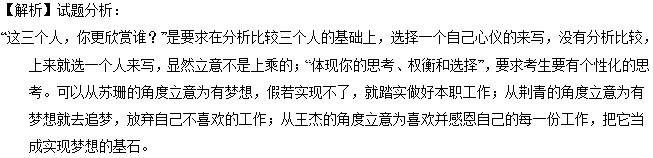 【解析】试题分析：
“这三个人，你更欣赏谁？”是要求在分析比较三个人的基础上，选择一个自己心仪的来写，没有分析比较，
上来就选一个人来写，显然立意不是上乘的；“体现你的思考、权衡和选择”，要求考生要有个性化的思
考。可以从苏珊的角度立意为有梦想，假若实现不了，就踏实做好本职工作；从荆青的角度立意为有
梦想就去追梦，放弃自己不喜欢的工作；从王杰的角度立意为喜欢并感恩自己的每一份工作，把它当
成实现梦想的基石。